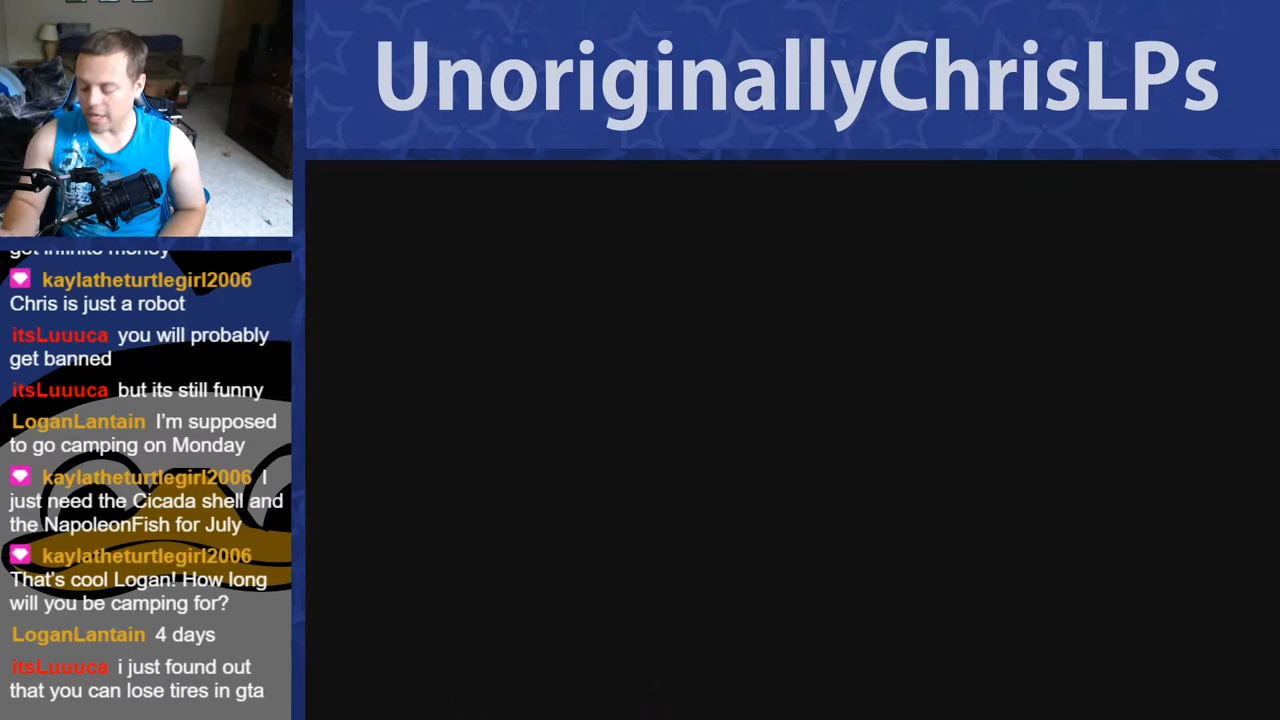 UnoriginallyChrisLPs
get infinite money
kaylatheturtlegirl2006
Chris is just a robot
itsLuuuca you will probably
get banned
itsLuuuca but its still funny
LoganLantain I'm supposed
to go camping on Monday
kaylatheturtlegirl2006 I
just need the Cicada shell and
the NapoleonFish for July
kaylatheturtlegirl2006
That's cool Logan! How long
will you be camping for?
LoganLantain 4 days
itsLuuuca i just found out
that you can lose tires in gta